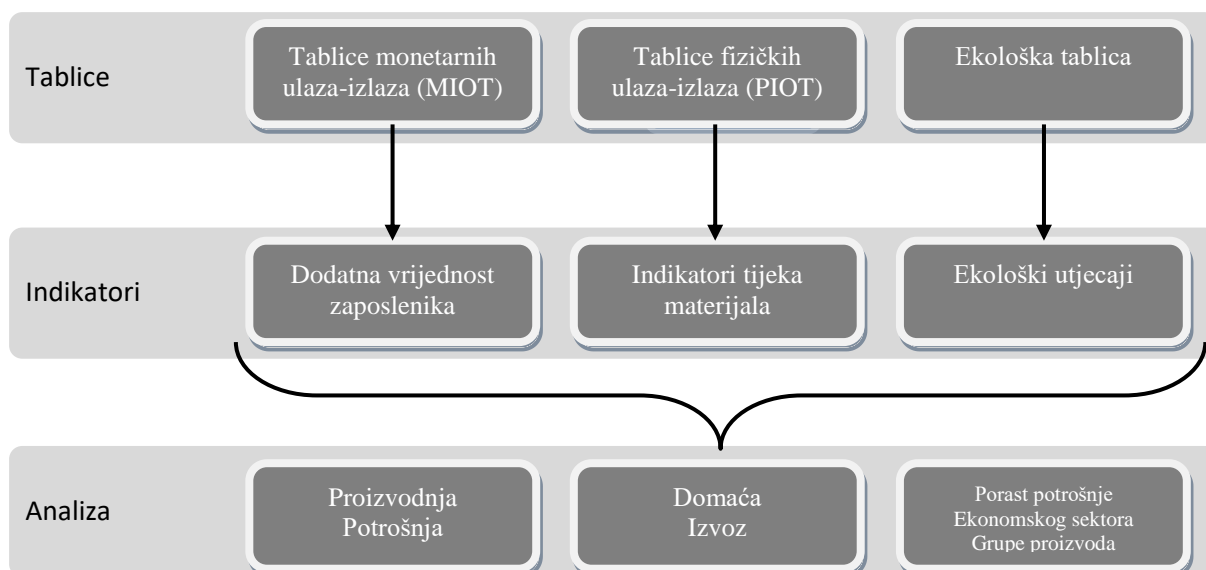 Tablice
Tablice monetarnih
ulaza-izlaza (MIOT)
Tablice fizičkih
ulaza-izlaza (PIOT)
Ekološka tablica
Indikatori
Dodatna vrijednost
zaposlenika
Indikatori tijeka
materijala
Ekološki utjecaji
Analiza
Proizvodnja
Potrošnja
Domaća
Izvoz
Porast potrošnje
Ekonomskog sektora
Grupe proizvoda